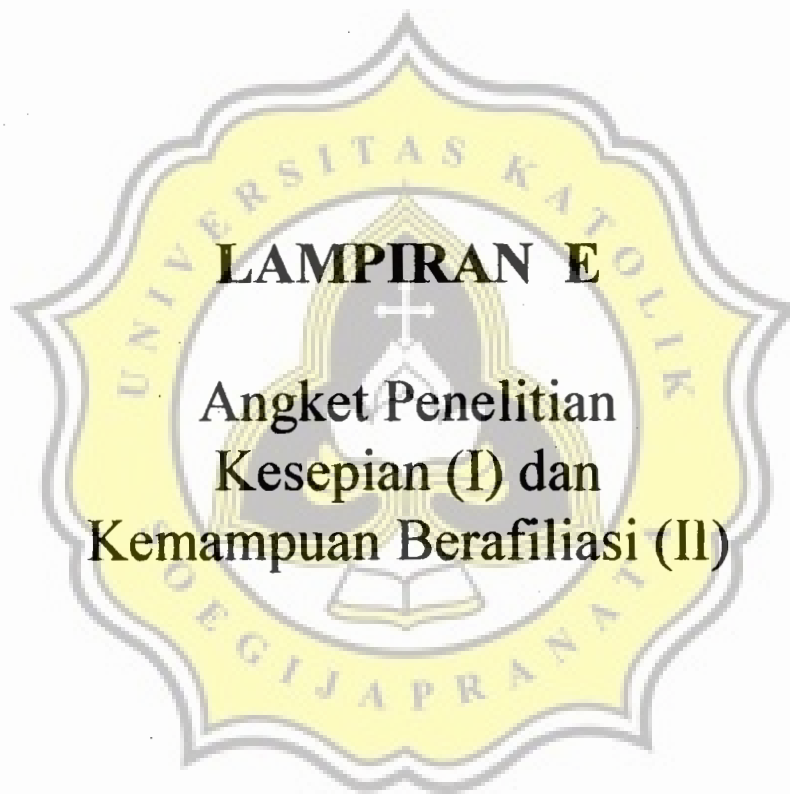 UNIVERSITAS KATOLIK
LAMPIRAN E
Angket Penelitian
Kesepian (I) dan
Kemampuan Berafiliasi (II)
SOEGIJAPRANATA